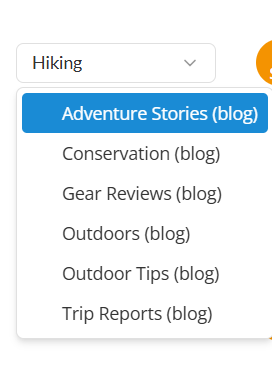 Hiking
Adventure Stories (blog)
Conservation (blog)
Gear Reviews (blog)
Outdoors (blog)
Outdoor Tips (blog)
Trip Reports (blog)